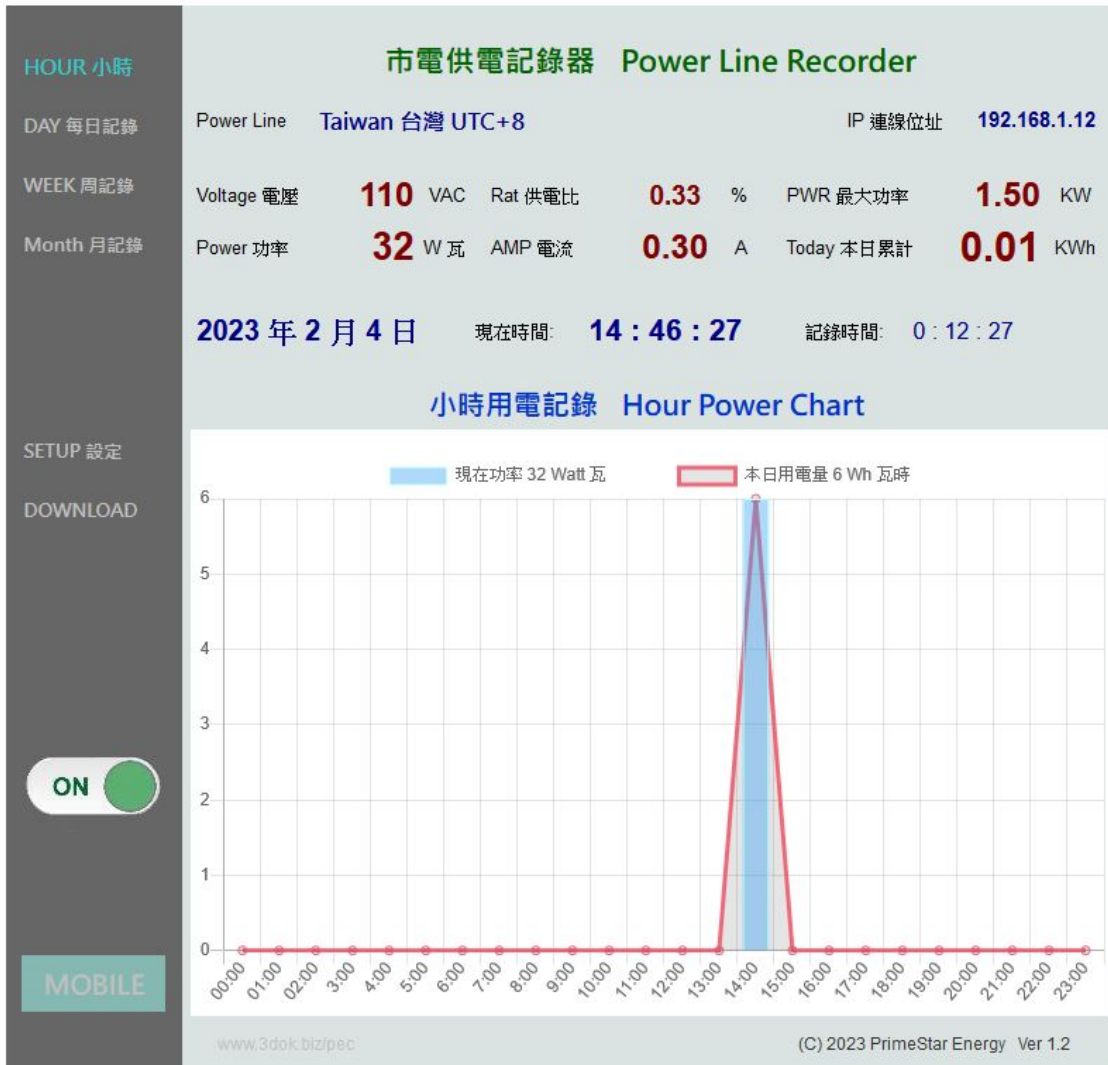 HOUR 小時
DAY 每日記錄
WEEK 周記錄
Month 月記錄
SETUP 設定
DOWNLOAD
ON
MOBILE
市電供電記錄器 Power Line Recorder
Power Line Taiwan 台灣 UTC+8 IP 連線位址 192.168.1.12
Voltage 電壓 110 VAC Rat 供電比 0.33 % PWR 最大功率 1.50 KW
Power 功率 32 W 瓦 AMP 電流 0.30 A Today 本日累計 0.01 KWh
2023 年 2 月 4 日 現在時間: 14 : 46 : 27 記錄時間: 0 : 12 : 27
小時用電記錄 Hour Power Chart
現在功率 32 Watt 瓦 本日用電量 6 Wh 瓦時
6
5
4
3
2
1
0
00:00 01:00 02:00 3:00 4:00 5:00 6:00 7:00 8:00 9:00 10:00 11:00 12:00 13:00 14:00 15:00 16:00 17:00 18:00 19:00 20:00 21:00 22:00 23:00
www.3dok.biz/pec (C) 2023 PrimeStar Energy Ver 1.2